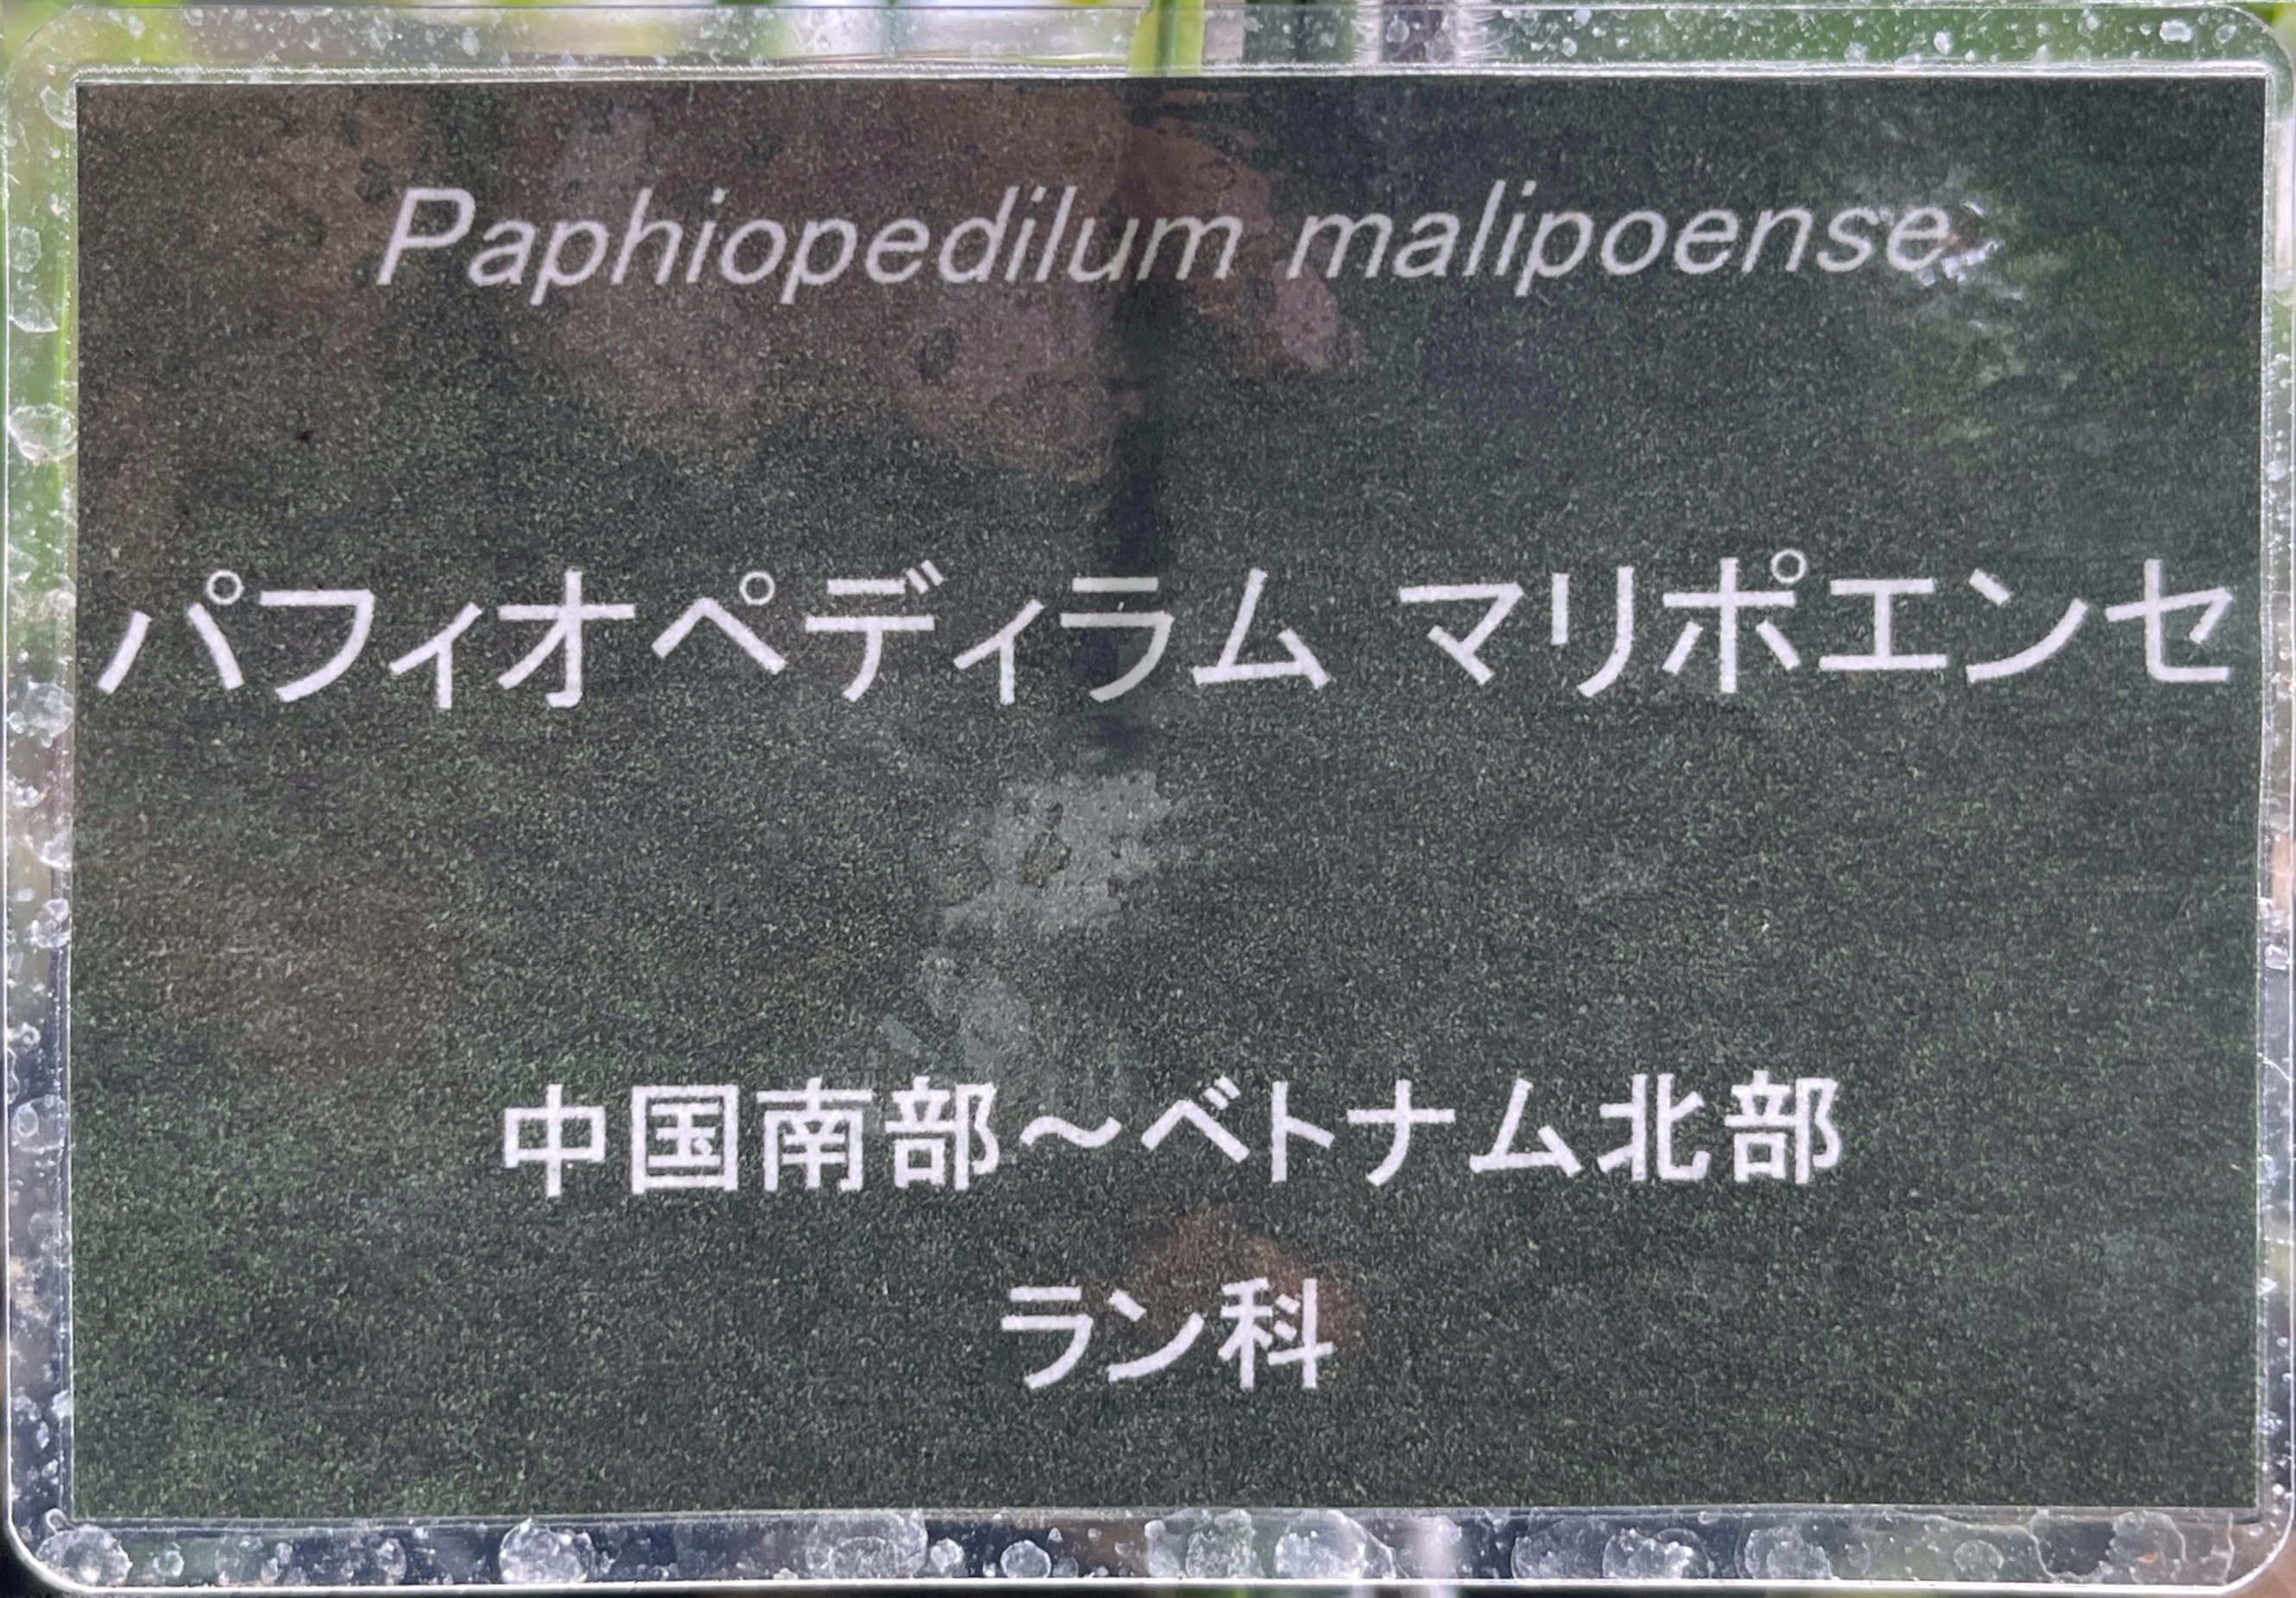 Paphiopedilum malipoense
パフィオペディラム マリポエンセ
中国南部～ベトナム北部
ラン科